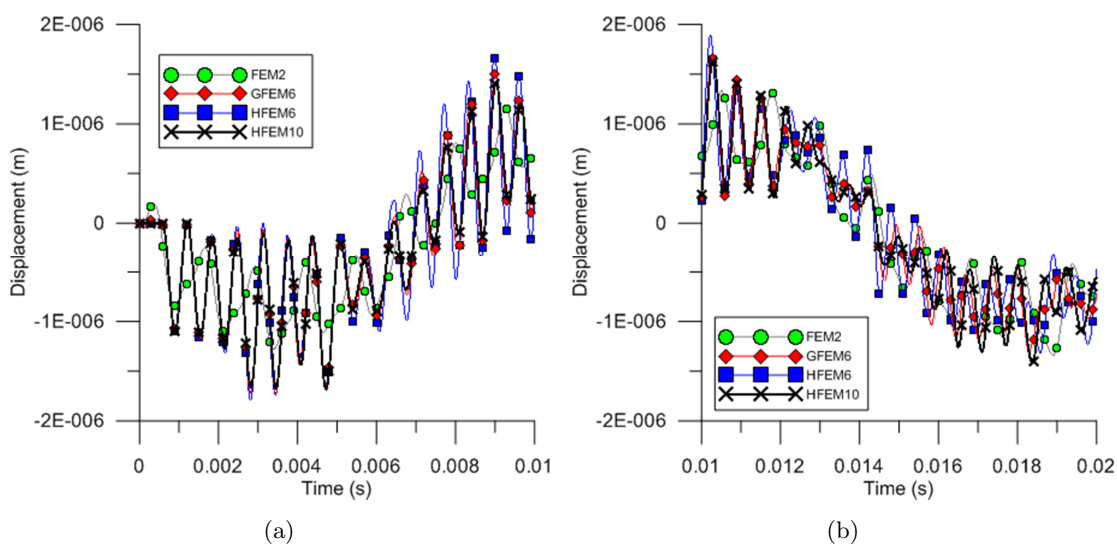 2E-006
1E-006
0
-1E-006
-2E-006
Displacement (m)
FEM2
GFEM6
HFEM6
HFEM10
0 0.002 0.004 0.006 0.008 0.01
Time (s)
(a)
2E-006
1E-006
0
-1E-006
-2E-006
Displacement (m)
FEM2
GFEM6
HFEM6
HFEM10
0.01 0.012 0.014 0.016 0.018 0.02
Time (s)
(b)